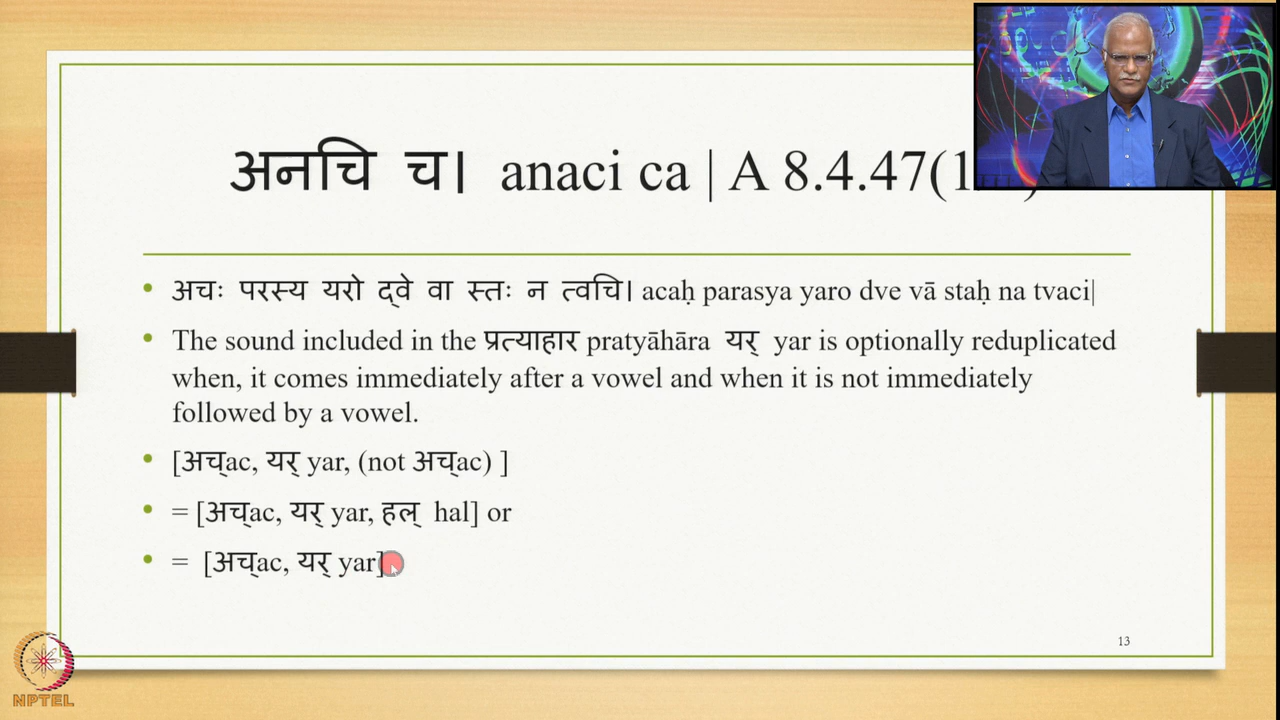 अनचि च। anaci ca | A 8.4.47(1
अचः परस्य यरो द्वे वा स्तः न त्वचि। acaḥ parasya yaro dve vā staḥ na tvaci|
The sound included in the प्रत्याहार pratyāhāra यर् yar is optionally reduplicated
when, it comes immediately after a vowel and when it is not immediately
followed by a vowel.
[अच्ac, यर् yar, (not अच्ac) ]
= [अच्ac, यर् yar, हल् hal] or
= [अच्ac, यर् yar]
13
NPTEL